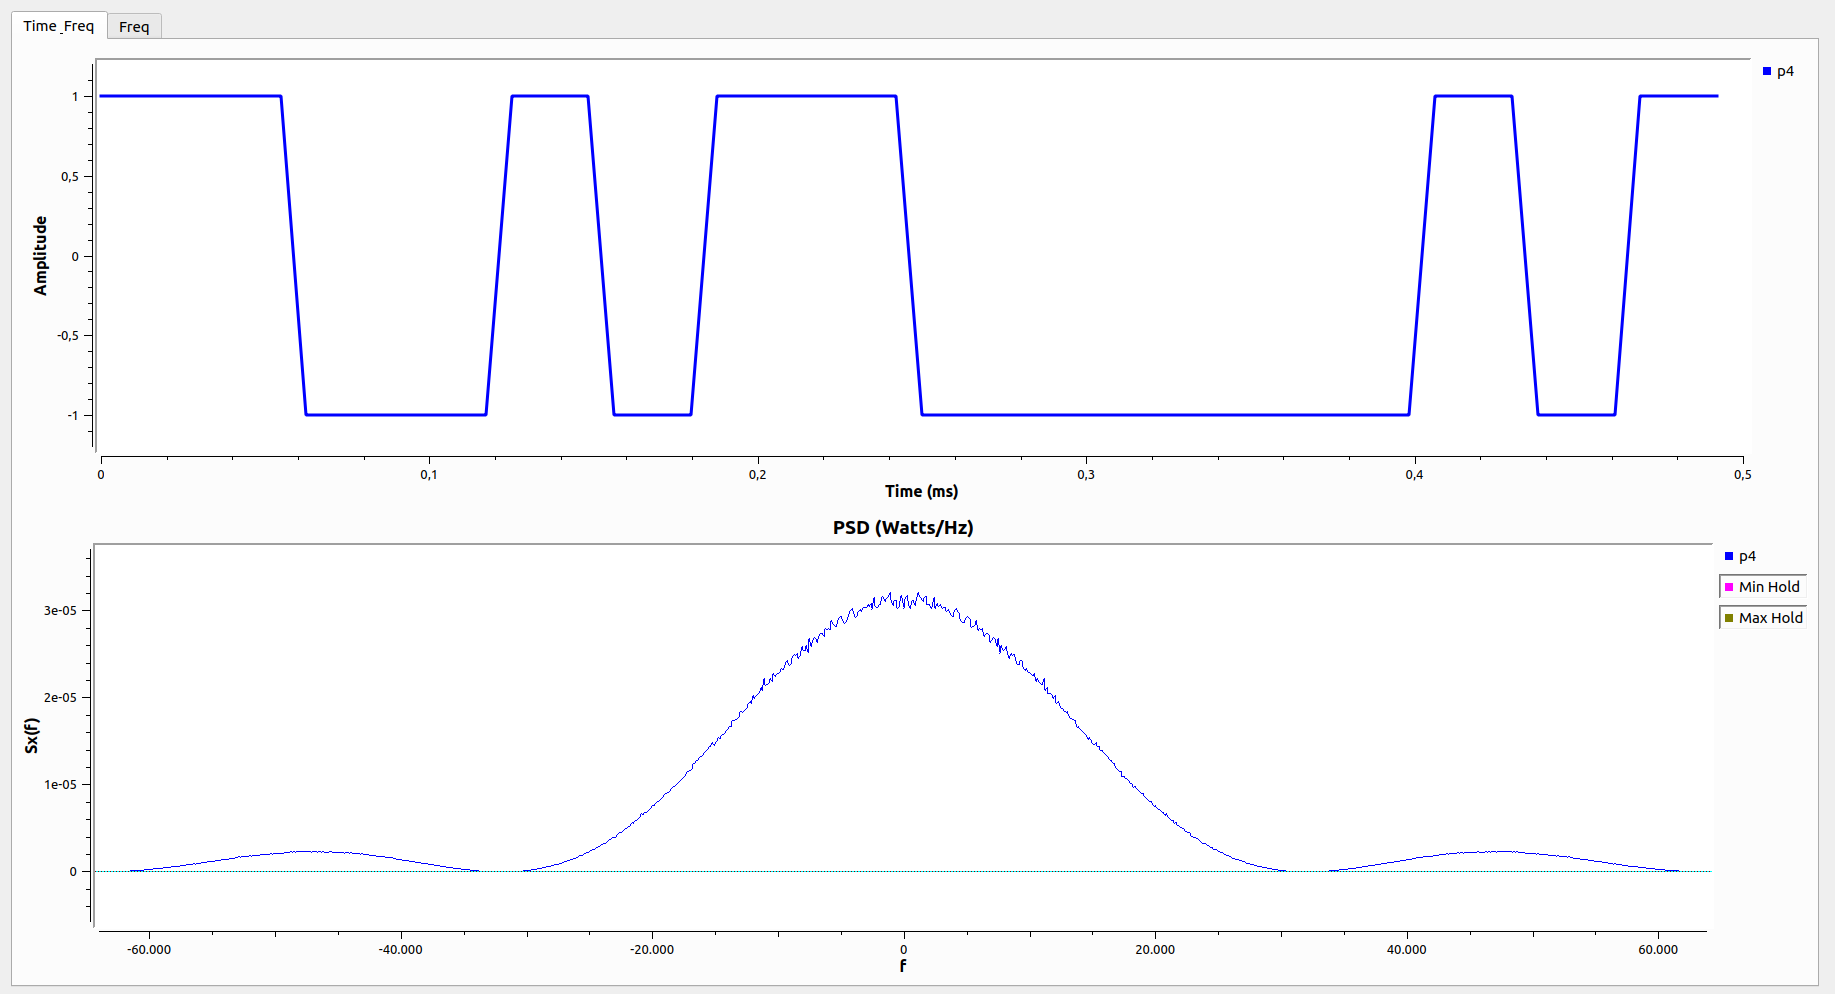 Time_Freq
Freq
p4
1
0,5
0
-0,5
-1
Amplitude
0
0,1
0,2
0,3
0,4
0,5
Time (ms)
PSD (Watts/Hz)
p4
Min Hold
Max Hold
3e-05
2e-05
1e-05
0
Sx(f)
-60.000
-40.000
-20.000
0
20.000
40.000
60.000
f